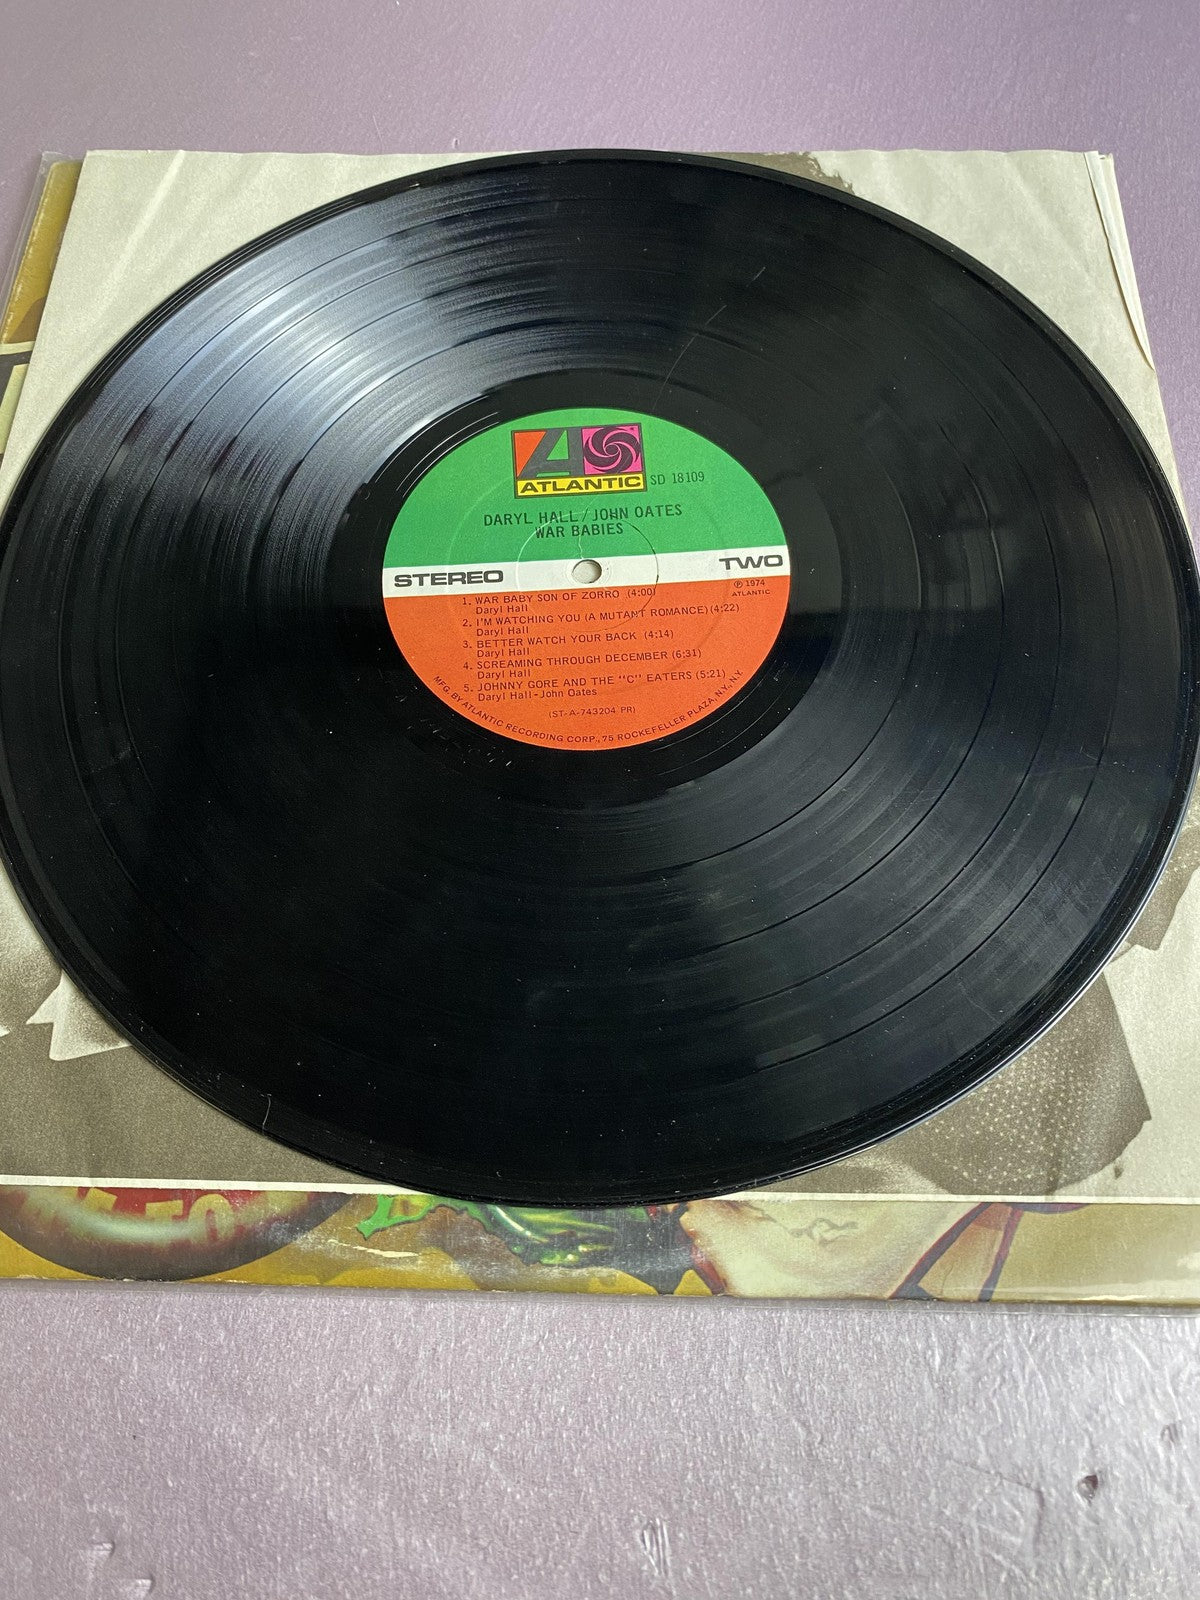 ATLANTIC
SD 18109
DARYL HALL/JOHN OATES
WAR BABIES
STEREO
TWO
℗ 1974
ATLANTIC
1. WAR BABY SON OF ZORRO (4:00)
Daryl Hall
2. I'M WATCHING YOU (A MUTANT ROMANCE) (4:22)
Daryl Hall
3. BETTER WATCH YOUR BACK (4:14)
Daryl Hall
4. SCREAMING THROUGH DECEMBER (6:31)
Daryl Hall
5. JOHNNY GORE AND THE "C" EATERS (5:21)
Daryl Hall-John Oates
(ST-A-743204 PR)
MFG. BY ATLANTIC RECORDING CORP., 75 ROCKEFELLER PLAZA, N.Y., N.Y.